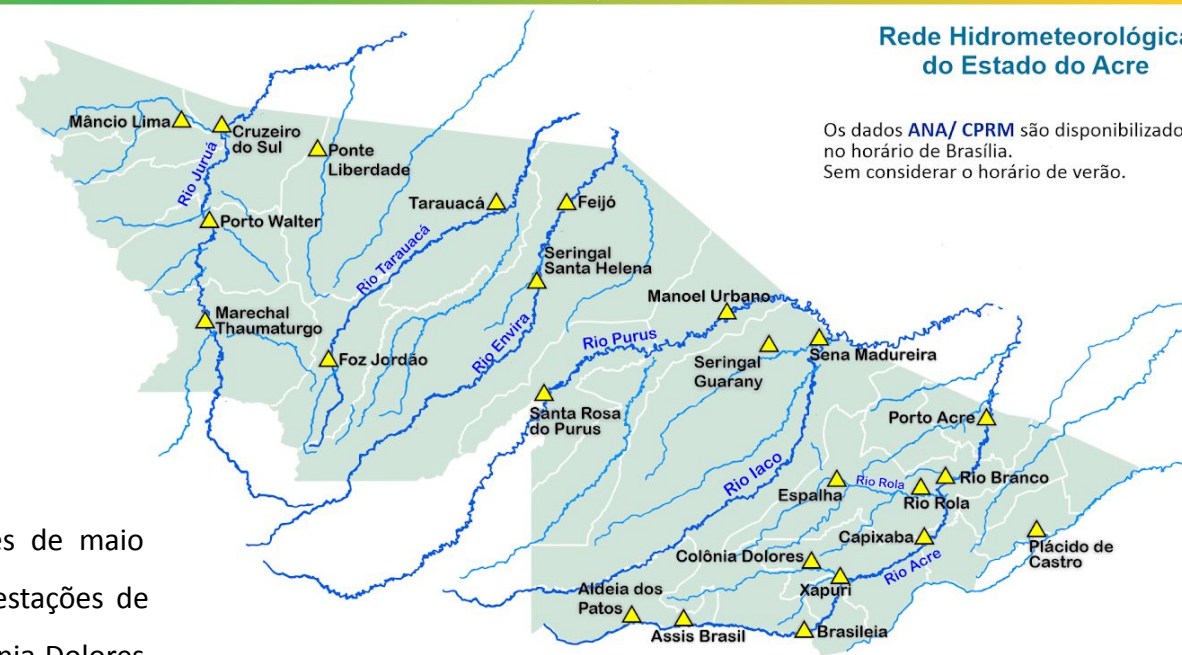 Rede Hidrometeorológica
do Estado do Acre
Os dados ANA/ CPRM são disponibilizado
no horário de Brasília.
Sem considerar o horário de verão.
Mâncio Lima
Cruzeiro
do Sul
Ponte
Liberdade
Rio Juruá
Porto Walter
Tarauacá
Feijó
Rio Tarauacá
Seringal
Santa Helena
Marechal
Thaumaturgo
Foz Jordão
Rio Envira
Manoel Urbano
Rio Purus
Seringal
Guarany
Sena Madureira
Santa Rosa
do Purus
Porto Acre
Rio Iaco
Espalha
Rio Rola
Rio Branco
Rio Rola
Capixaba
Plácido de
Castro
Colônia Dolores
Rio Acre
Xapuri
Aldeia dos
Patos
Assis Brasil
Brasileia
de maio
estações de
Dolores